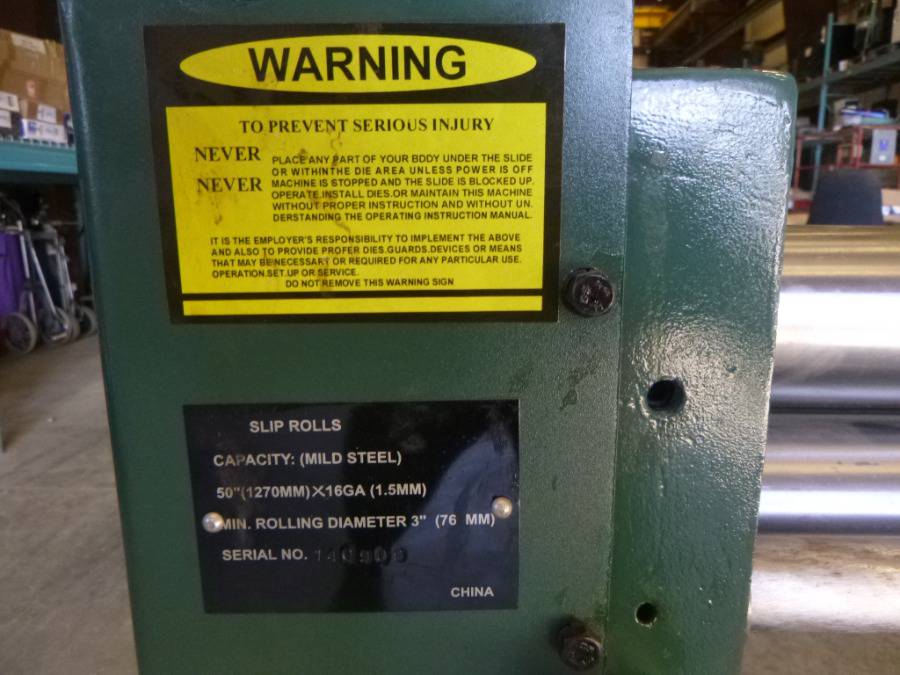 WARNING
TO PREVENT SERIOUS INJURY
NEVER PLACE ANY PART OF YOUR BDDY UNDER THE SLIDE
OR WITHINTHE DIE AREA UNLESS POWER IS OFF
NEVER MACHINE IS STOPPED AND THE SLIDE IS BLOCKED UP.
OPERATE.INSTALL DIES.OR MAINTAIN THIS MACHINE
WITHOUT PROPER INSTRUCTION AND WITHOUT UN.
DERSTANDING THE OPERATING INSTRUCTION MANUAL.
IT IS THE EMPLOYER'S RESPONSIBILITY TO IMPLEMENT THE ABOVE
AND ALSO TO PROVIDE PROFER DIES.GUARDS.DEVICES OR MEANS
THAT MAY BE NECESSARY OR REQUIRED FOR ANY PARTICULAR USE.
OPERATION.SET.UP OR SERVICE.
DO NOT REMOVE THIS WARNING SIGN
SLIP ROLLS
CAPACITY: (MILD STEEL)
50"(1270MM)×16GA (1.5MM)
MIN. ROLLING DIAMETER 3" (76 MM)
SERIAL NO.
CHINA